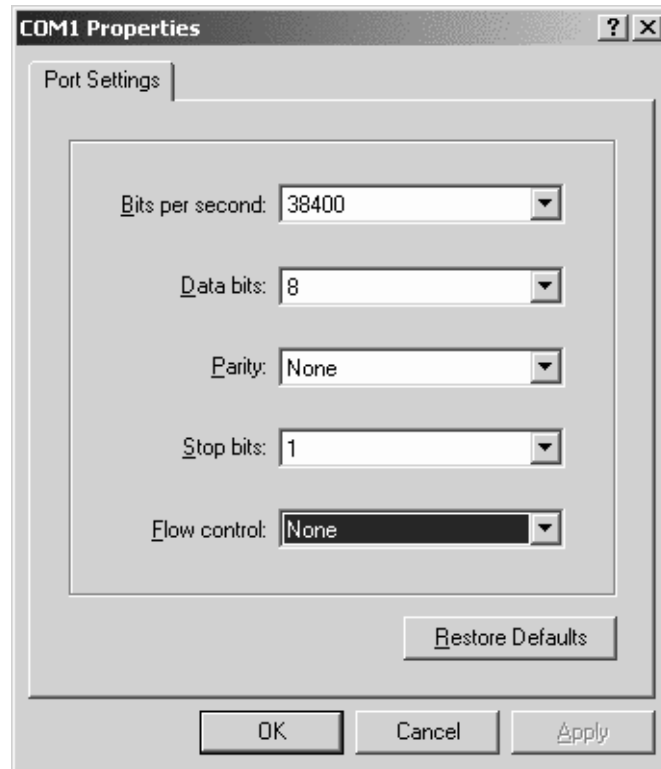 COM1 Properties
Port Settings
Bits per second: 38400
Data bits: 8
Parity: None
Stop bits: 1
Flow control: None
Restore Defaults
OK Cancel Apply